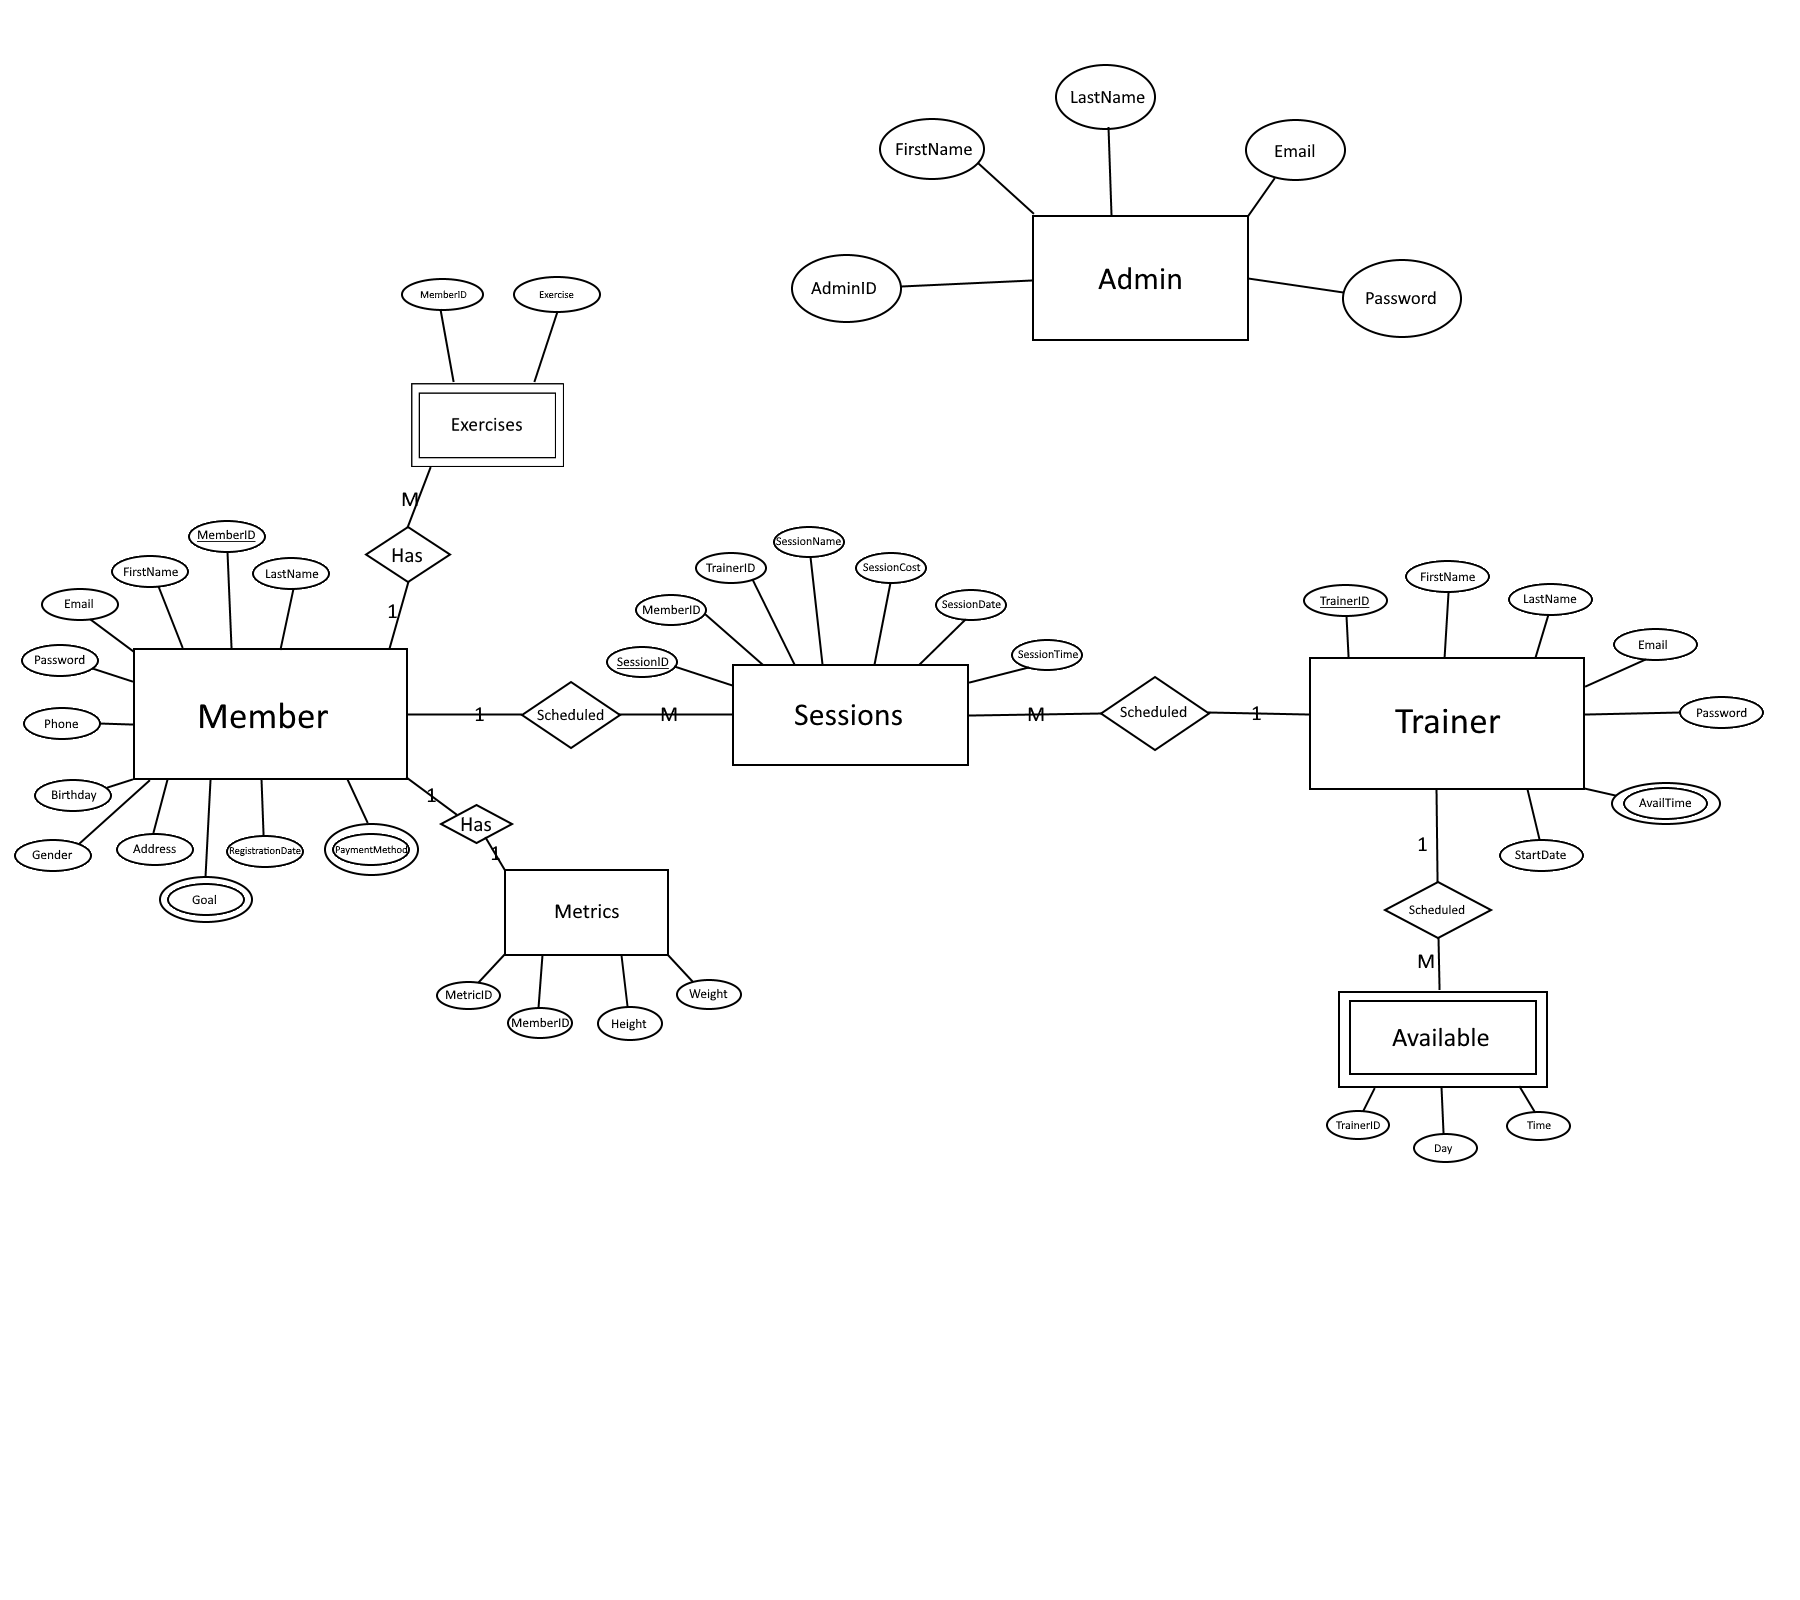 LastName
FirstName
Email
Admin
AdminID
Password
MemberID
Exercise
Exercises
M
Has
1
MemberID
FirstName
LastName
Email
Password
Phone
Birthday
Gender
Address
Goal
RegistrationDate
PaymentMethod
Member
1
Scheduled
M
1
Has
1
Metrics
MetricID
MemberID
Height
Weight
SessionName
TrainerID
SessionCost
MemberID
SessionDate
SessionID
SessionTime
Sessions
M
Scheduled
1
TrainerID
FirstName
LastName
Email
Password
AvailTime
StartDate
Trainer
1
Scheduled
M
Available
TrainerID
Day
Time